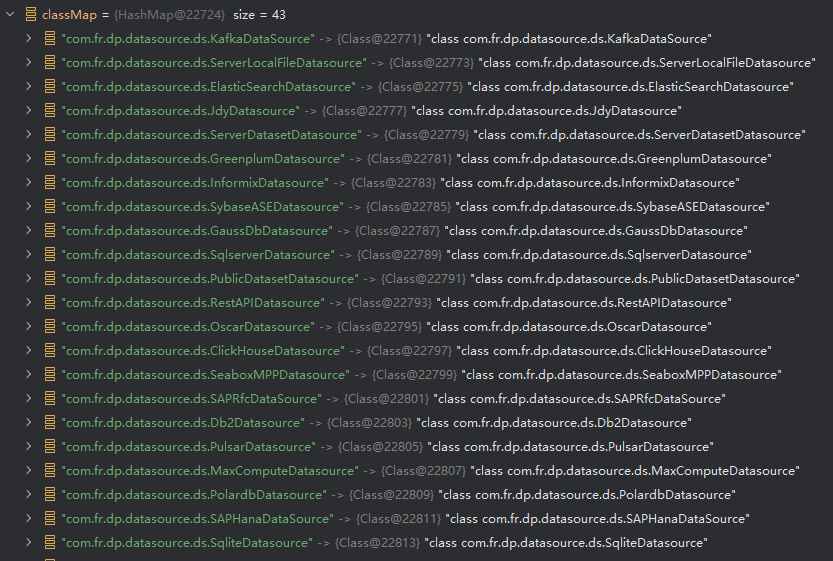 classMap = {HashMap@22724} size = 43
"com.fr.dp.datasource.ds.KafkaDataSource" -> {Class@22771} "class com.fr.dp.datasource.ds.KafkaDataSource"
"com.fr.dp.datasource.ds.ServerLocalFileDatasource" -> {Class@22773} "class com.fr.dp.datasource.ds.ServerLocalFileDatasource"
"com.fr.dp.datasource.ds.ElasticSearchDatasource" -> {Class@22775} "class com.fr.dp.datasource.ds.ElasticSearchDatasource"
"com.fr.dp.datasource.ds.JdyDatasource" -> {Class@22777} "class com.fr.dp.datasource.ds.JdyDatasource"
"com.fr.dp.datasource.ds.ServerDatasetDatasource" -> {Class@22779} "class com.fr.dp.datasource.ds.ServerDatasetDatasource"
"com.fr.dp.datasource.ds.GreenplumDatasource" -> {Class@22781} "class com.fr.dp.datasource.ds.GreenplumDatasource"
"com.fr.dp.datasource.ds.InformixDatasource" -> {Class@22783} "class com.fr.dp.datasource.ds.InformixDatasource"
"com.fr.dp.datasource.ds.SybaseASEDatasource" -> {Class@22785} "class com.fr.dp.datasource.ds.SybaseASEDatasource"
"com.fr.dp.datasource.ds.GaussDbDatasource" -> {Class@22787} "class com.fr.dp.datasource.ds.GaussDbDatasource"
"com.fr.dp.datasource.ds.SqlserverDatasource" -> {Class@22789} "class com.fr.dp.datasource.ds.SqlserverDatasource"
"com.fr.dp.datasource.ds.PublicDatasetDatasource" -> {Class@22791} "class com.fr.dp.datasource.ds.PublicDatasetDatasource"
"com.fr.dp.datasource.ds.RestAPIDatasource" -> {Class@22793} "class com.fr.dp.datasource.ds.RestAPIDatasource"
"com.fr.dp.datasource.ds.OscarDatasource" -> {Class@22795} "class com.fr.dp.datasource.ds.OscarDatasource"
"com.fr.dp.datasource.ds.ClickHouseDatasource" -> {Class@22797} "class com.fr.dp.datasource.ds.ClickHouseDatasource"
"com.fr.dp.datasource.ds.SeaboxMPPDatasource" -> {Class@22799} "class com.fr.dp.datasource.ds.SeaboxMPPDatasource"
"com.fr.dp.datasource.ds.SAPRfcDataSource" -> {Class@22801} "class com.fr.dp.datasource.ds.SAPRfcDataSource"
"com.fr.dp.datasource.ds.Db2Datasource" -> {Class@22803} "class com.fr.dp.datasource.ds.Db2Datasource"
"com.fr.dp.datasource.ds.PulsarDatasource" -> {Class@22805} "class com.fr.dp.datasource.ds.PulsarDatasource"
"com.fr.dp.datasource.ds.MaxComputeDatasource" -> {Class@22807} "class com.fr.dp.datasource.ds.MaxComputeDatasource"
"com.fr.dp.datasource.ds.PolardbDatasource" -> {Class@22809} "class com.fr.dp.datasource.ds.PolardbDatasource"
"com.fr.dp.datasource.ds.SAPHanaDataSource" -> {Class@22811} "class com.fr.dp.datasource.ds.SAPHanaDataSource"
"com.fr.dp.datasource.ds.SqliteDatasource" -> {Class@22813} "class com.fr.dp.datasource.ds.SqliteDatasource"